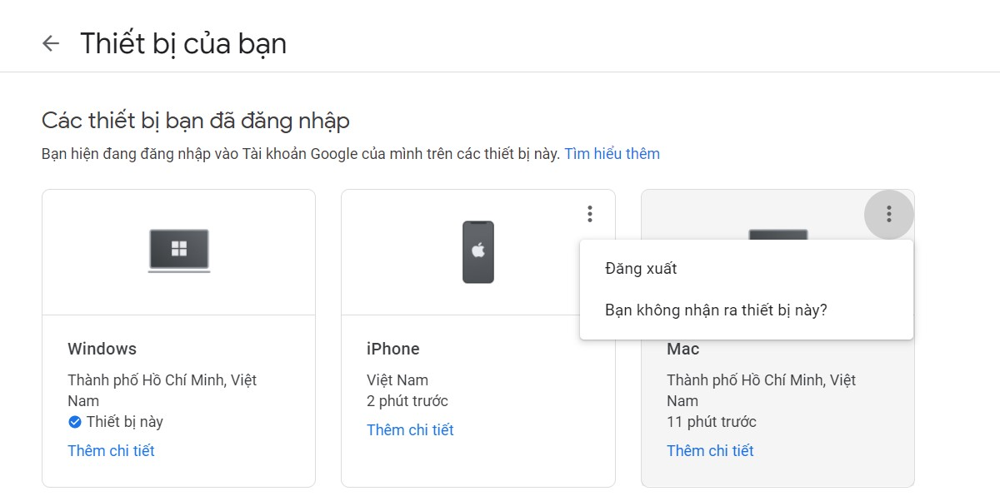 Thiết bị của bạn
Các thiết bị bạn đã đăng nhập
Bạn hiện đang đăng nhập vào Tài khoản Google của mình trên các thiết bị này. Tìm hiểu thêm
Windows
Thành phố Hồ Chí Minh, Việt
Nam
Thiết bị này
Thêm chi tiết
iPhone
Việt Nam
2 phút trước
Thêm chi tiết
Đăng xuất
Bạn không nhận ra thiết bị này?
Mac
Thành phố Hồ Chí Minh, Việt
Nam
11 phút trước
Thêm chi tiết